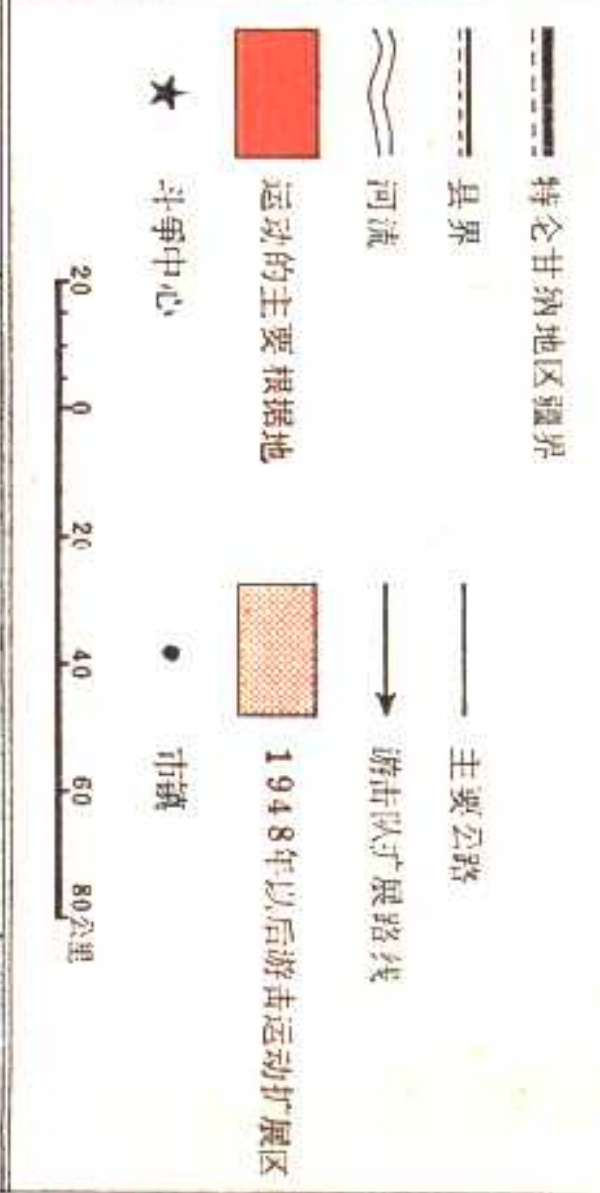 特仑甘纳地区疆界
县界
主要公路
河流
游击队扩展路线
运动的主要根据地
1948年以后游击运动扩展区
斗争中心
市镇
20 0 20 40 60 80公里